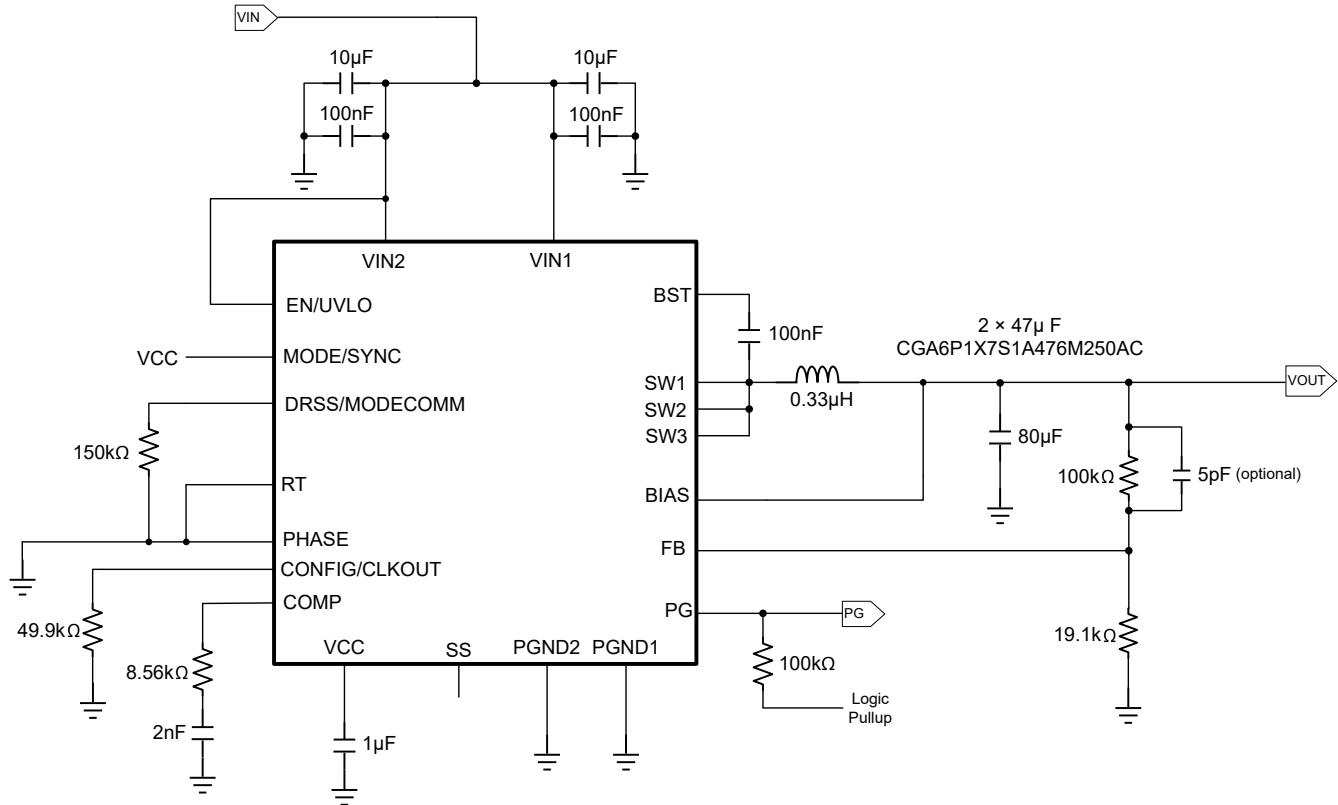 VIN
10µF
10µF
100nF
100nF
VIN2
VIN1
EN/UVLO
BST
100nF
2 × 47µ F
CGA6P1X7S1A476M250AC
VCC
MODE/SYNC
SW1
0.33µH
VOUT
DRSS/MODECOMM
SW2
SW3
150kΩ
80µF
100kΩ
5pF (optional)
RT
BIAS
PHASE
FB
CONFIG/CLKOUT
COMP
PG
PG
49.9kΩ
19.1kΩ
8.56kΩ
VCC
SS
PGND2
PGND1
100kΩ
Logic
Pullup
2nF
1µF